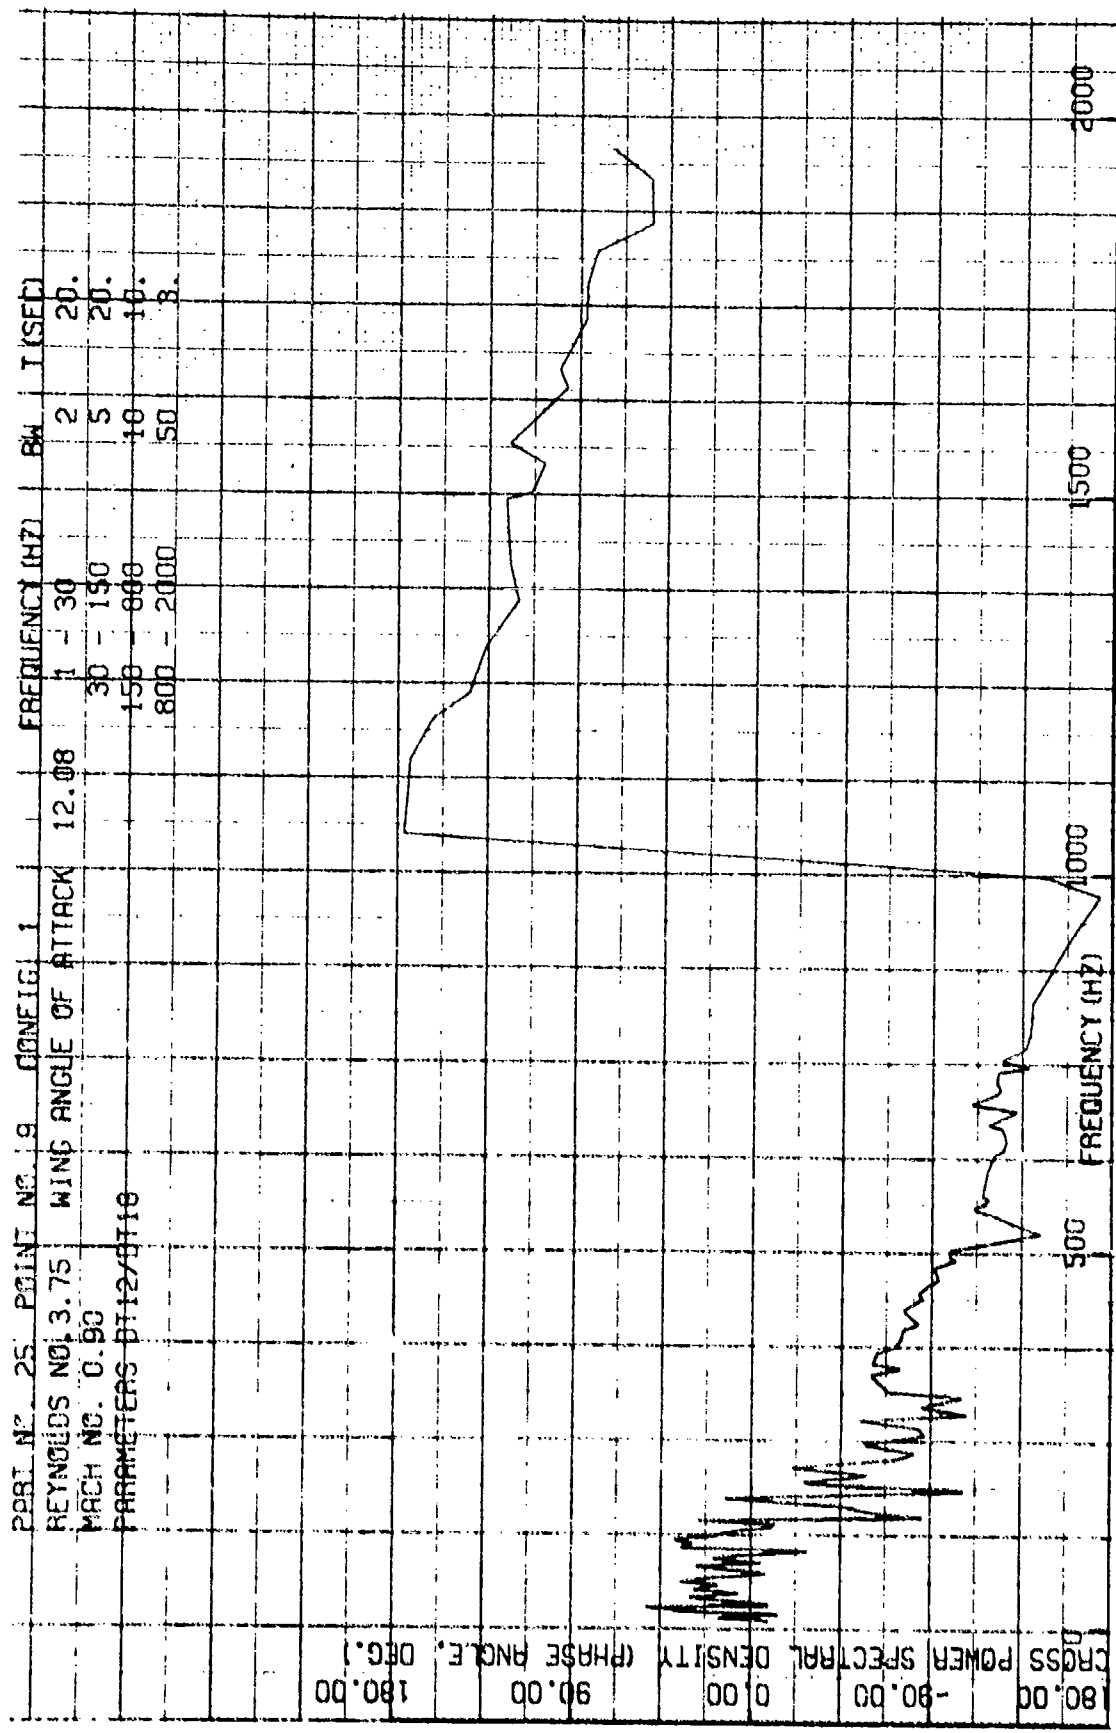 PART NO. 25 POINT NO. 9 CONFIG 1
REYNOLDS NO. 3.75 WING ANGLE OF ATTACK 12.08
MACH NO. 0.90
PARAMETERS DT12/DT18
FREQUENCY (HZ) BW T(SEC)
1 - 30 2 20.
30 - 150 5 20.
150 - 800 10 10.
800 - 2000 50 3.
CROSS POWER SPECTRAL DENSITY (PHASE ANGLE, DEG.)
180.00
90.00
0.00
-90.00
180.00
0
500
1000
1500
2000
FREQUENCY (HZ)